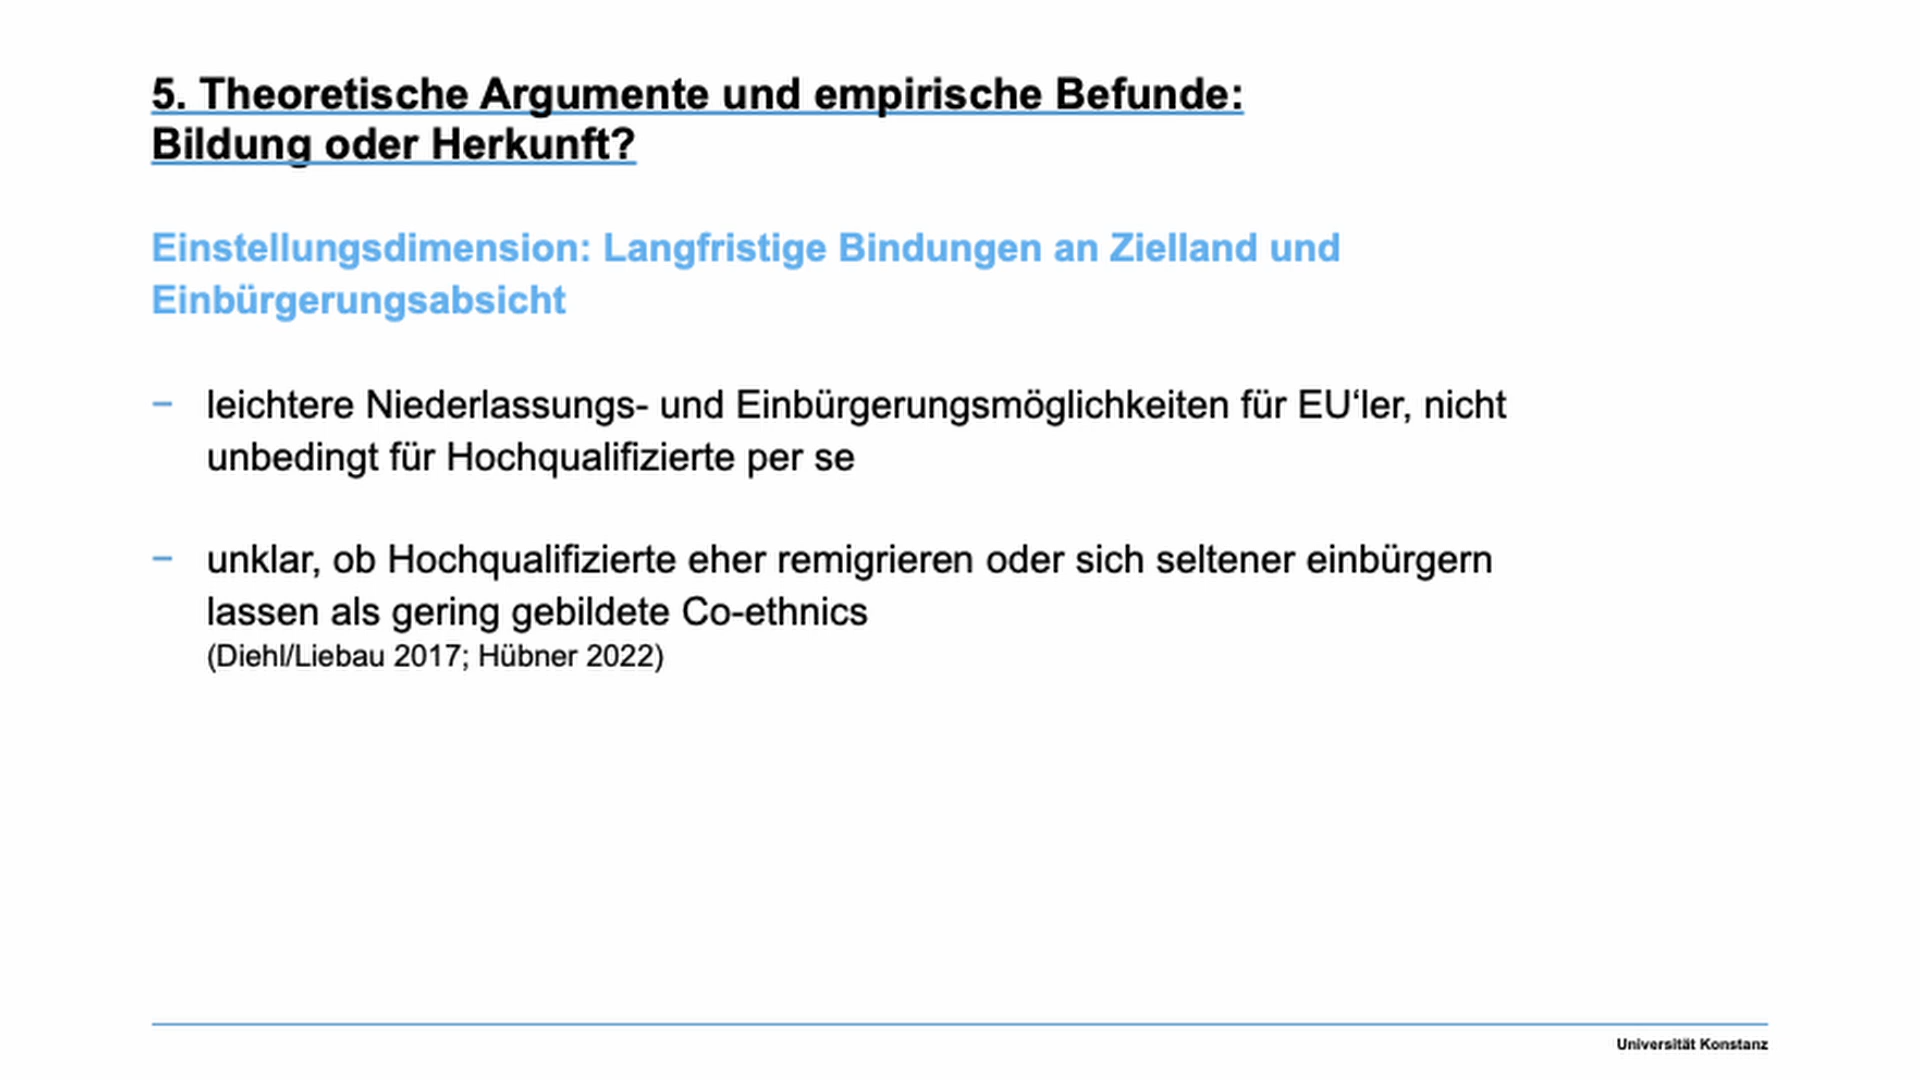 5. Theoretische Argumente und empirische Befunde:
Bildung oder Herkunft?
Einstellungsdimension: Langfristige Bindungen an Zielland und
Einbürgerungsabsicht
– leichtere Niederlassungs- und Einbürgerungsmöglichkeiten für EU‘ler, nicht
unbedingt für Hochqualifizierte per se
– unklar, ob Hochqualifizierte eher remigrieren oder sich seltener einbürgern
lassen als gering gebildete Co-ethnics
(Diehl/Liebau 2017; Hübner 2022)
Universität Konstanz